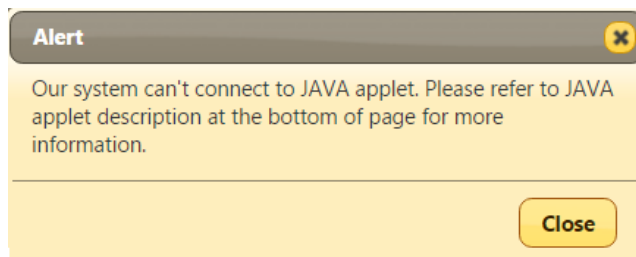 Alert
Our system can't connect to JAVA applet. Please refer to JAVA
applet description at the bottom of page for more
information.
Close